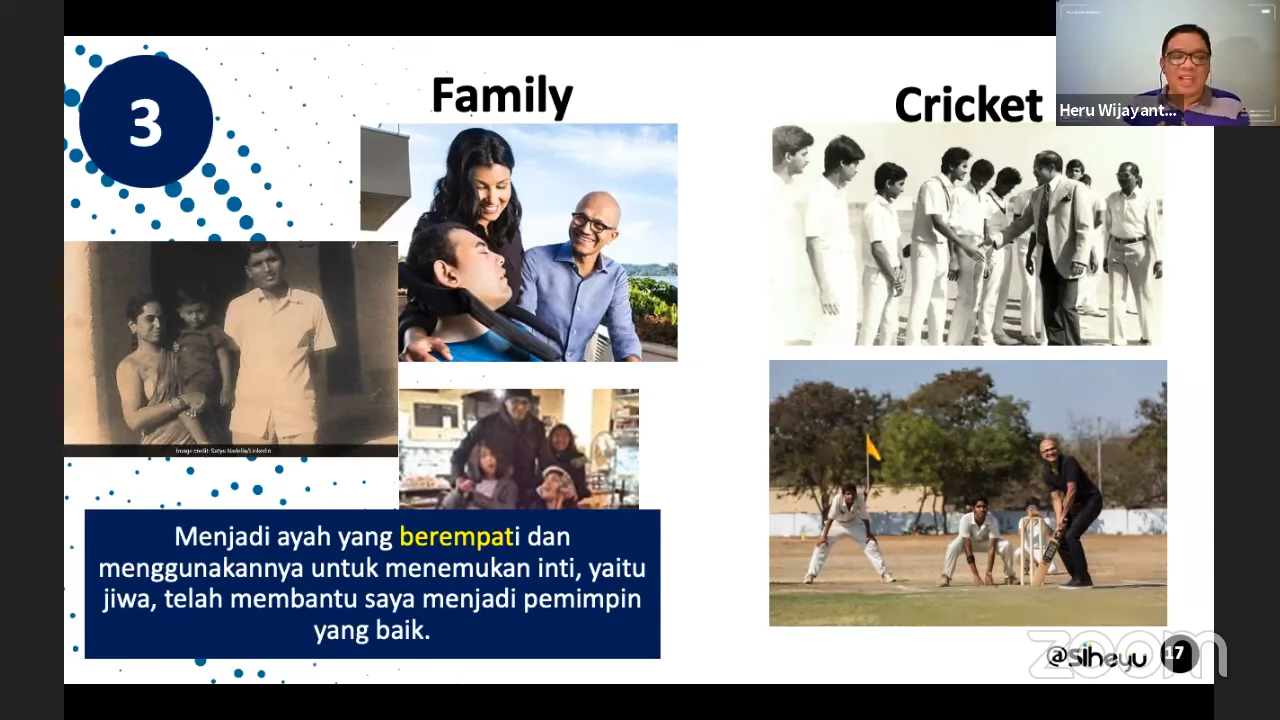 3
Family
Cricket
Heru Wijayant...
Image credit: Satya Nadella/LinkedIn
Menjadi ayah yang berempati dan
menggunakannya untuk menemukan inti, yaitu
jiwa, telah membantu saya menjadi pemimpin
yang baik.
@siheyu
17
zoom